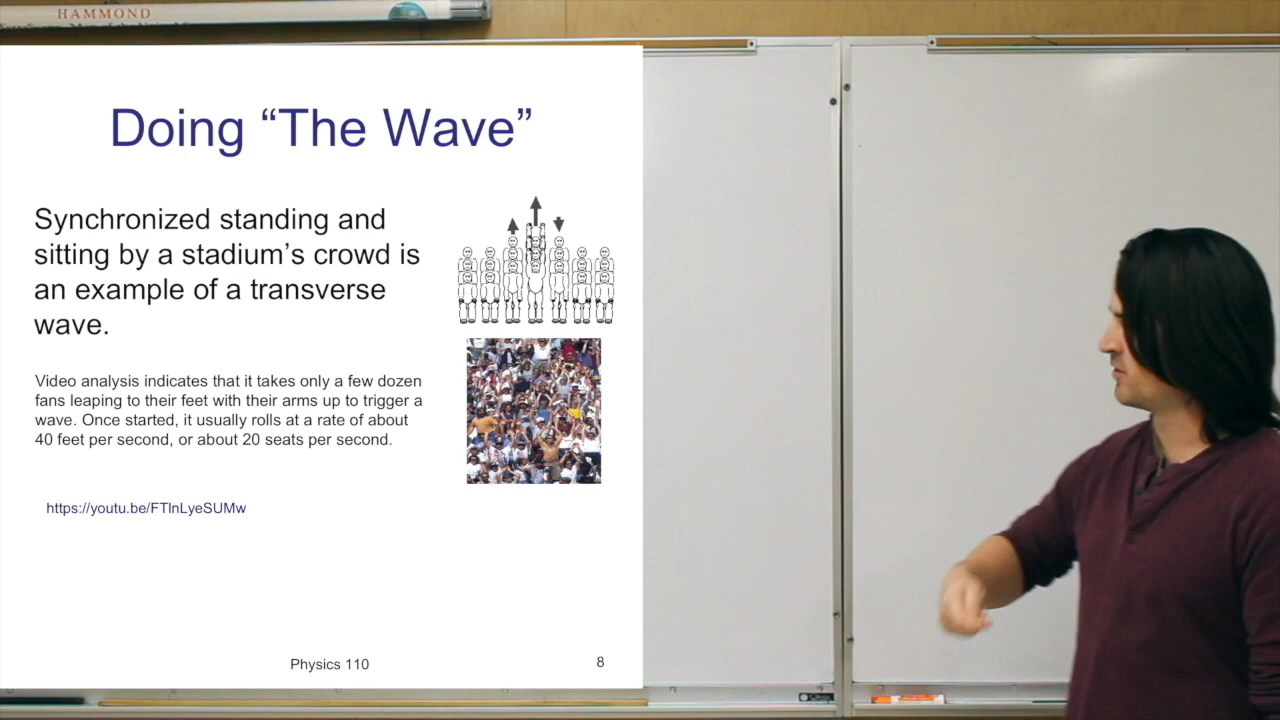 HAMMOND
Doing “The Wave”
Synchronized standing and
sitting by a stadium’s crowd is
an example of a transverse
wave.
Video analysis indicates that it takes only a few dozen
fans leaping to their feet with their arms up to trigger a
wave. Once started, it usually rolls at a rate of about
40 feet per second, or about 20 seats per second.
https://youtu.be/FTlnLyeSUMw
Physics 110
8